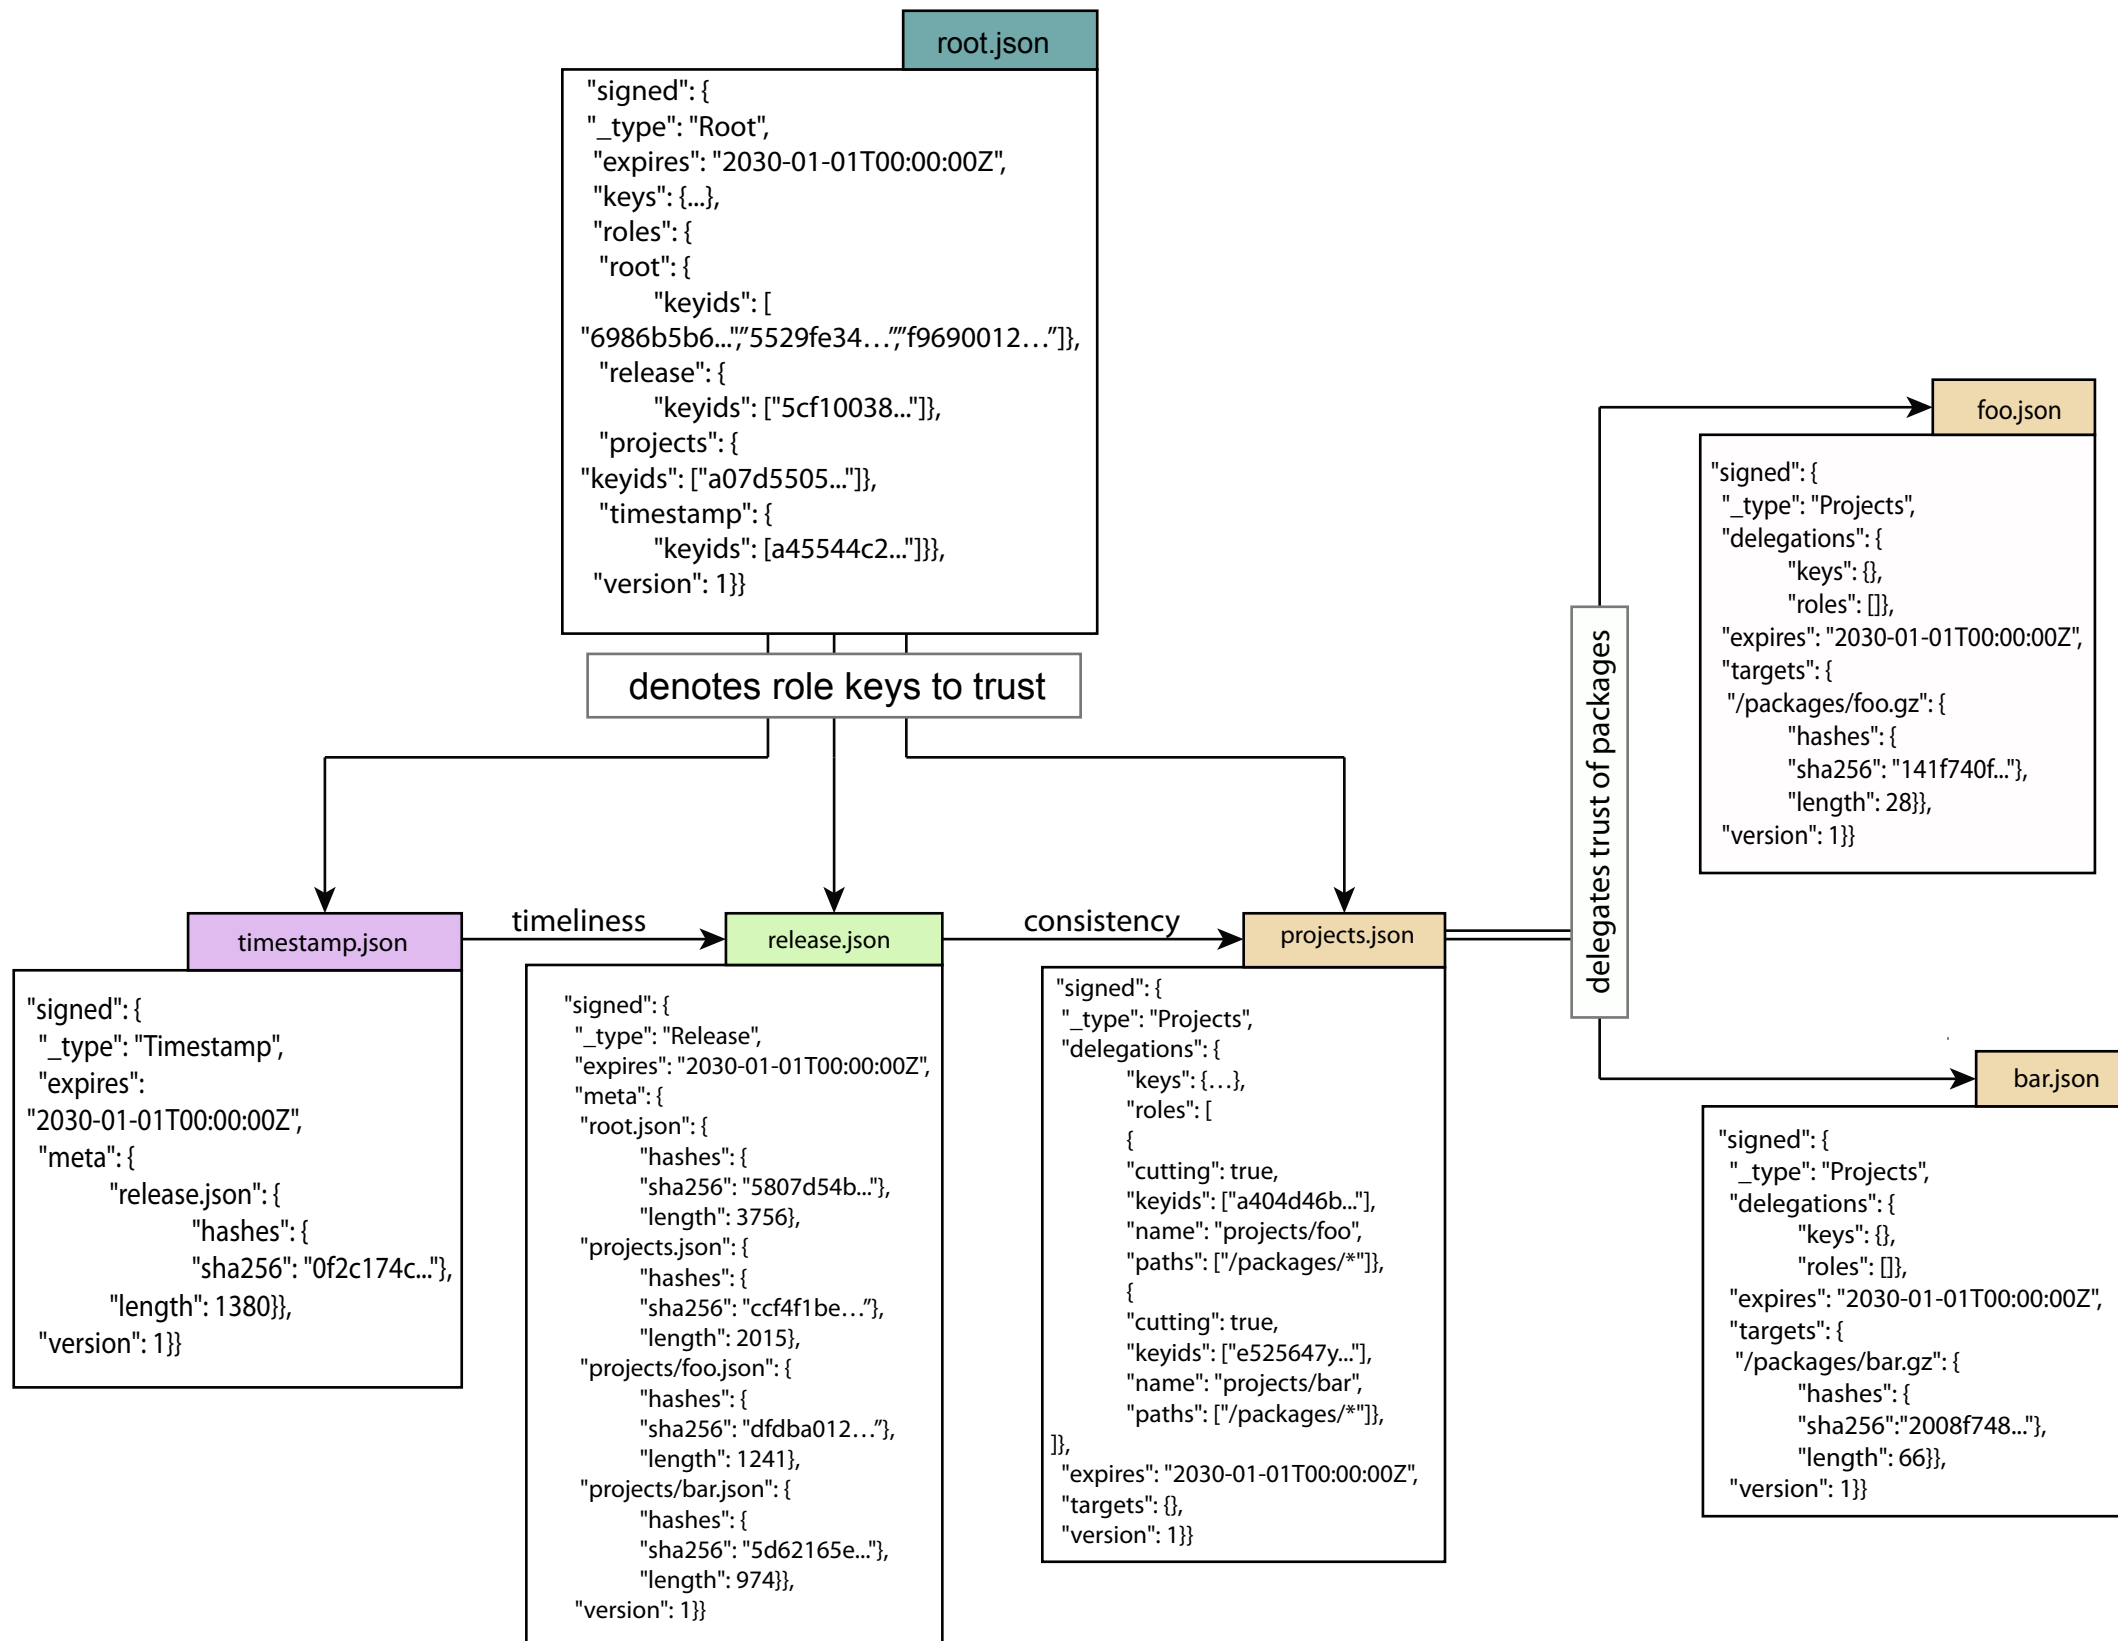 root.json
"signed": {
"_type": "Root",
"expires": "2030-01-01T00:00:00Z",
"keys": {...},
"roles": {
"root": {
"keyids": [
"6986b5b6...",”5529fe34…”,”"f9690012…”]},
"release": {
"keyids": ["5cf10038..."]},
"projects": {
"keyids": ["a07d5505..."]},
"timestamp": {
"keyids": [a45544c2..."]}},
"version": 1}}
denotes role keys to trust
timestamp.json
"signed": {
"_type": "Timestamp",
"expires":
"2030-01-01T00:00:00Z",
"meta": {
"release.json": {
"hashes": {
"sha256": "0f2c174c..."},
"length": 1380}},
"version": 1}}
timeliness
release.json
"signed": {
"_type": "Release",
"expires": "2030-01-01T00:00:00Z",
"meta": {
"root.json": {
"hashes": {
"sha256": "5807d54b..."},
"length": 3756},
"projects.json": {
"hashes": {
"sha256": "ccf4f1be…”},
"length": 2015},
"projects/foo.json": {
"hashes": {
"sha256": "dfdba012…”},
"length": 1241},
"projects/bar.json": {
"hashes": {
"sha256": "5d62165e..."},
"length": 974}},
"version": 1}}
consistency
projects.json
"signed": {
"_type": "Projects",
"delegations": {
"keys": {…},
"roles": [
{
"cutting": true,
"keyids": ["a404d46b..."],
"name": "projects/foo",
"paths": ["/packages/*"]},
{
"cutting": true,
"keyids": ["e525647y..."],
"name": "projects/bar",
"paths": ["/packages/*"]},
]},
"expires": "2030-01-01T00:00:00Z",
"targets": {},
"version": 1}}
delegates trust of packages
foo.json
"signed": {
"_type": "Projects",
"delegations": {
"keys": {},
"roles": []},
"expires": "2030-01-01T00:00:00Z",
"targets": {
"/packages/foo.gz": {
"hashes": {
"sha256": "141f740f..."},
"length": 28}},
"version": 1}}
bar.json
"signed": {
"_type": "Projects",
"delegations": {
"keys": {},
"roles": []},
"expires": "2030-01-01T00:00:00Z",
"targets": {
"/packages/bar.gz": {
"hashes": {
"sha256":"2008f748..."},
"length": 66}},
"version": 1}}